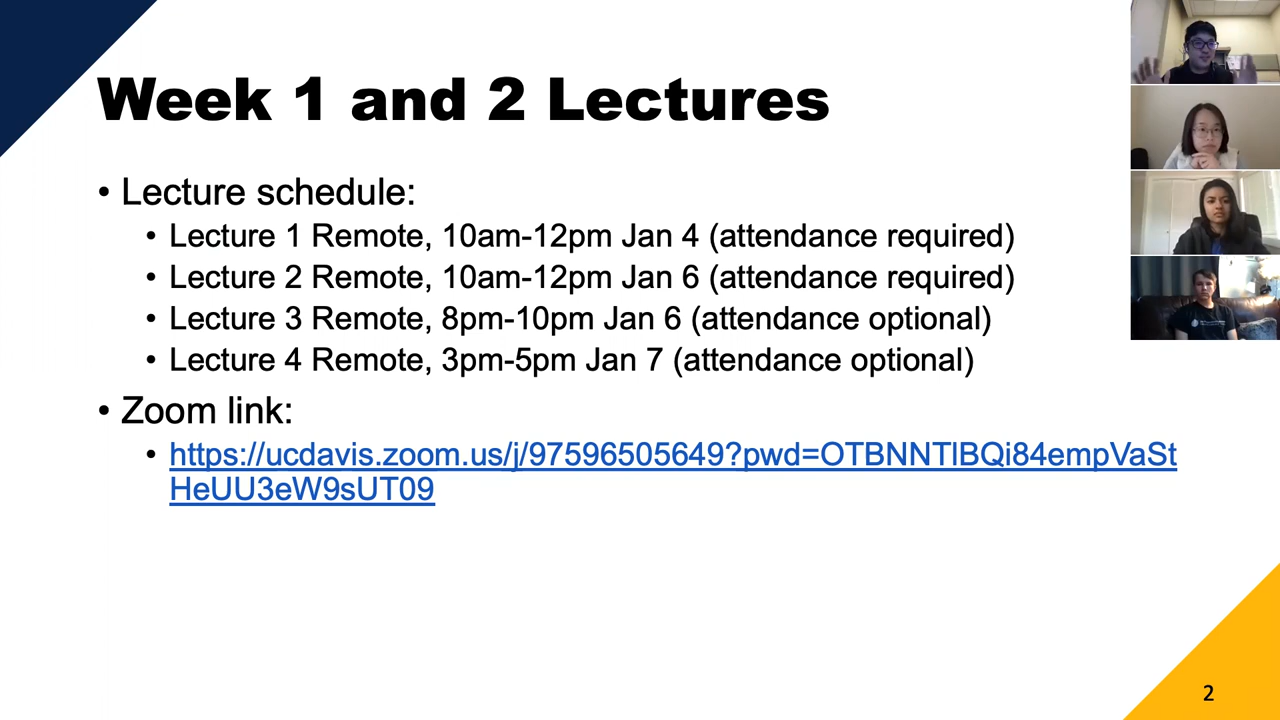 Week 1 and 2 Lectures
• Lecture schedule:
• Lecture 1 Remote, 10am-12pm Jan 4 (attendance required)
• Lecture 2 Remote, 10am-12pm Jan 6 (attendance required)
• Lecture 3 Remote, 8pm-10pm Jan 6 (attendance optional)
• Lecture 4 Remote, 3pm-5pm Jan 7 (attendance optional)
• Zoom link:
• https://ucdavis.zoom.us/j/97596505649?pwd=OTBNNTlBQi84empVaSt
HeUU3eW9sUT09
2